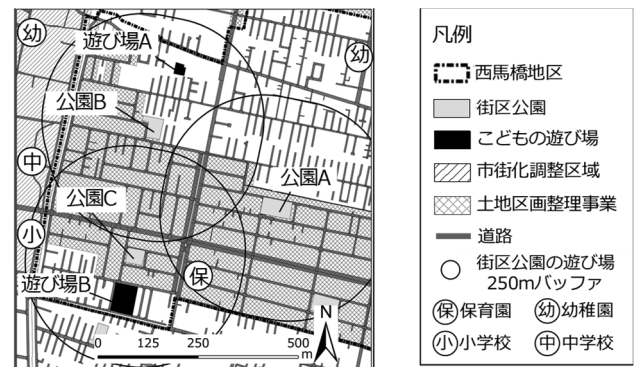 幼
遊び場A
幼
公園B
中
公園A
公園C
小
保
遊び場B
N
0 125 250 500
m
凡例
西馬橋地区
街区公園
こどもの遊び場
市街化調整区域
土地区画整理事業
道路
街区公園の遊び場
250mバッファ
保 保育園 幼 幼稚園
小 小学校 中 中学校